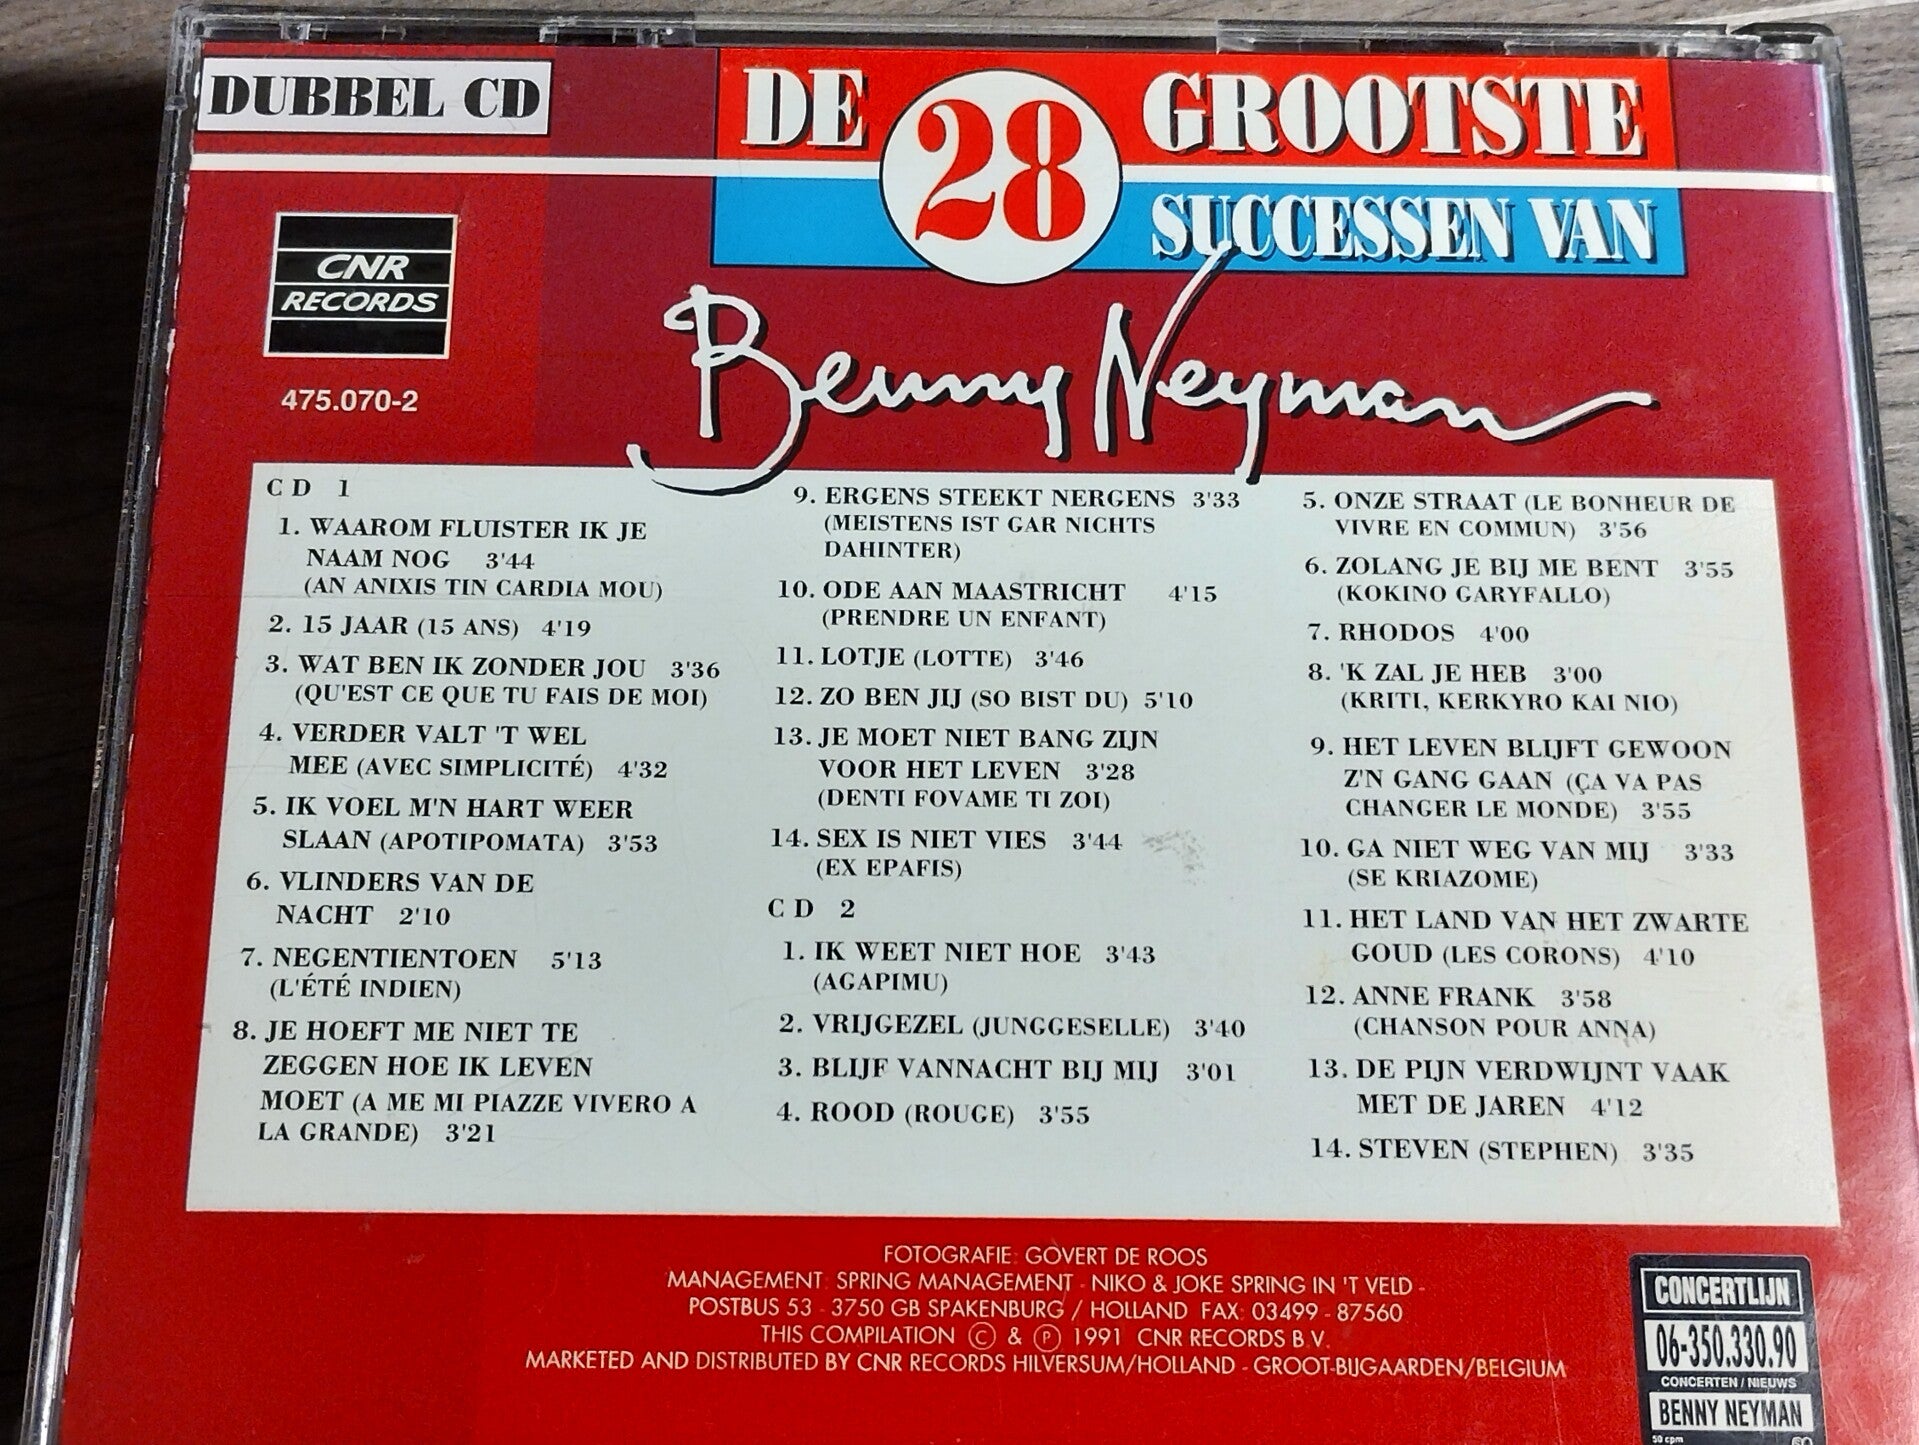 DUBBEL CD
DE 28 GROOTSTE
SUCCESSEN VAN
Benny Neyman
CNR
RECORDS
475.070-2
CD 1
1. WAAROM FLUISTER IK JE
NAAM NOG 3'44
(AN ANIXIS TIN CARDIA MOU)
2. 15 JAAR (15 ANS) 4'19
3. WAT BEN IK ZONDER JOU 3'36
(QU'EST CE QUE TU FAIS DE MOI)
4. VERDER VALT 'T WEL
MEE (AVEC SIMPLICITÉ) 4'32
5. IK VOEL M'N HART WEER
SLAAN (APOTIPOMATA) 3'53
6. VLINDERS VAN DE
NACHT 2'10
7. NEGENTIENTOEN 5'13
(L'ÉTÉ INDIEN)
8. JE HOEFT ME NIET TE
ZEGGEN HOE IK LEVEN
MOET (A ME MI PIAZZE VIVERO A
LA GRANDE) 3'21
9. ERGENS STEEKT NERGENS 3'33
(MEISTENS IST GAR NICHTS
DAHINTER)
10. ODE AAN MAASTRICHT 4'15
(PRENDRE UN ENFANT)
11. LOTJE (LOTTE) 3'46
12. ZO BEN JIJ (SO BIST DU) 5'10
13. JE MOET NIET BANG ZIJN
VOOR HET LEVEN 3'28
(DENTI FOVAME TI ZOI)
14. SEX IS NIET VIES 3'44
(EX EPAFIS)
CD 2
1. IK WEET NIET HOE 3'43
(AGAPIMU)
2. VRIJGEZEL (JUNGGESELLE) 3'40
3. BLIJF VANNACHT BIJ MIJ 3'01
4. ROOD (ROUGE) 3'55
5. ONZE STRAAT (LE BONHEUR DE
VIVRE EN COMMUN) 3'56
6. ZOLANG JE BIJ ME BENT 3'55
(KOKINO GARYFALLO)
7. RHODOS 4'00
8. 'K ZAL JE HEB 3'00
(KRITI, KERKYRO KAI NIO)
9. HET LEVEN BLIJFT GEWOON
Z'N GANG GAAN (ÇA VA PAS
CHANGER LE MONDE) 3'55
10. GA NIET WEG VAN MIJ 3'33
(SE KRIAZOME)
11. HET LAND VAN HET ZWARTE
GOUD (LES CORONS) 4'10
12. ANNE FRANK 3'58
(CHANSON POUR ANNA)
13. DE PIJN VERDWIJNT VAAK
MET DE JAREN 4'12
14. STEVEN (STEPHEN) 3'35
FOTOGRAFIE: GOVERT DE ROOS
MANAGEMENT: SPRING MANAGEMENT - NIKO & JOKE SPRING IN 'T VELD -
POSTBUS 53 - 3750 GB SPAKENBURG / HOLLAND FAX: 03499 - 87560
THIS COMPILATION © & ℗ 1991 CNR RECORDS B.V.
MARKETED AND DISTRIBUTED BY CNR RECORDS HILVERSUM/HOLLAND - GROOT-BIJGAARDEN/BELGIUM
CONCERTLIJN
06-350.330.90
CONCERTEN / NIEUWS
BENNY NEYMAN
50 cpm